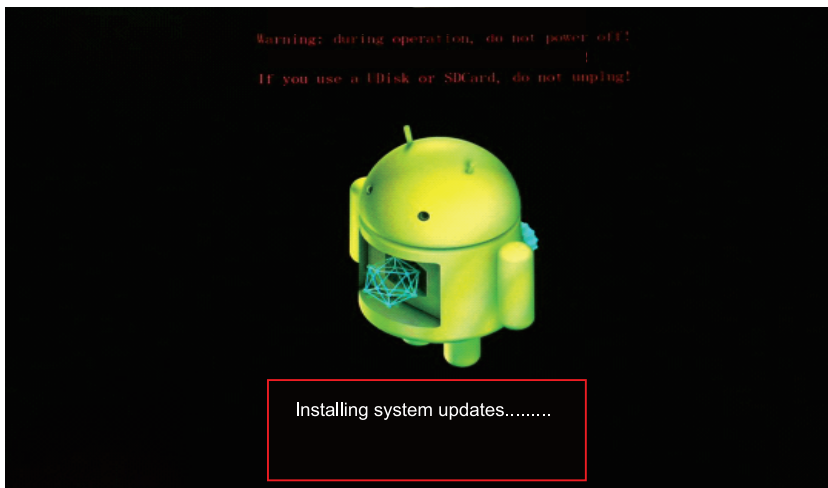 Warning: during operation, do not power off!
If you use a UDisk or SDCard, do not unplug!
Installing system updates.........